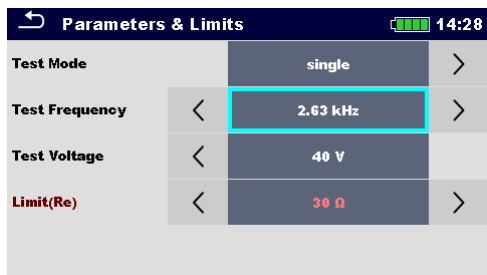 Parameters & Limits 14:28
Test Mode single
Test Frequency 2.63 kHz
Test Voltage 40 V
Limit(Re) 30 Ω